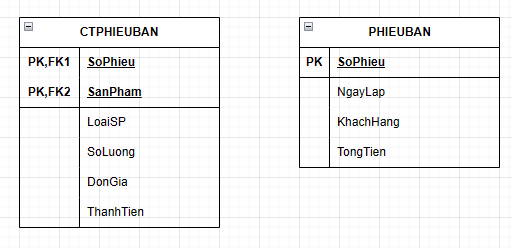 CTPHIEUBAN
PK,FK1 SoPhieu
PK,FK2 SanPham
LoaiSP
SoLuong
DonGia
ThanhTien
PHIEUBAN
PK SoPhieu
NgayLap
KhachHang
TongTien